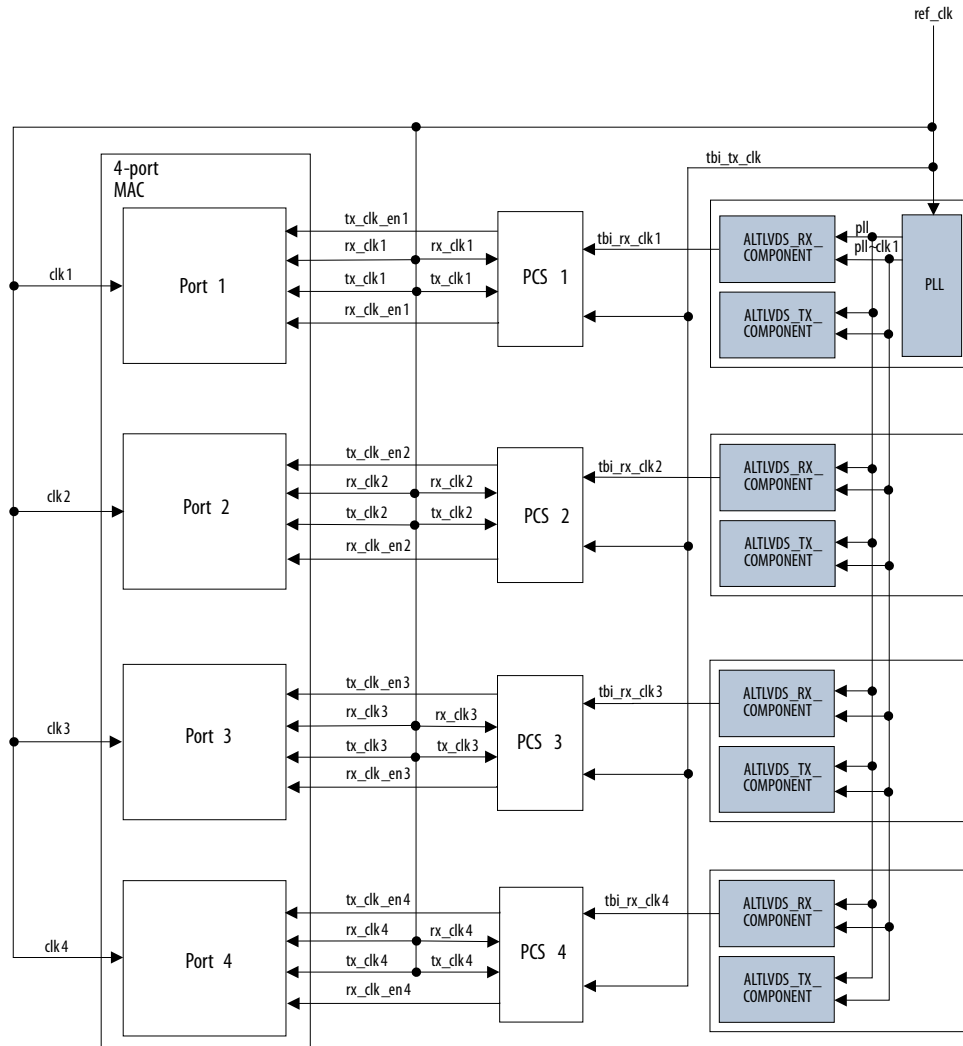 ref_clk
4-port
MAC
tbi_tx_clk
tx_clk_en1
rx_clk1
rx_clk1
tx_clk1
tx_clk1
rx_clk_en1
clk1
Port 1
PCS 1
tbi_rx_clk1
ALTLVDS_RX_
COMPONENT
pll
pll~clk1
PLL
ALTLVDS_TX_
COMPONENT
tx_clk_en2
rx_clk2
rx_clk2
tx_clk2
tx_clk2
rx_clk_en2
clk2
Port 2
PCS 2
tbi_rx_clk2
ALTLVDS_RX_
COMPONENT
ALTLVDS_TX_
COMPONENT
tx_clk_en3
rx_clk3
rx_clk3
tx_clk3
tx_clk3
rx_clk_en3
clk3
Port 3
PCS 3
tbi_rx_clk3
ALTLVDS_RX_
COMPONENT
ALTLVDS_TX_
COMPONENT
tx_clk_en4
rx_clk4
rx_clk4
tx_clk4
tx_clk4
rx_clk_en4
clk4
Port 4
PCS 4
tbi_rx_clk4
ALTLVDS_RX_
COMPONENT
ALTLVDS_TX_
COMPONENT